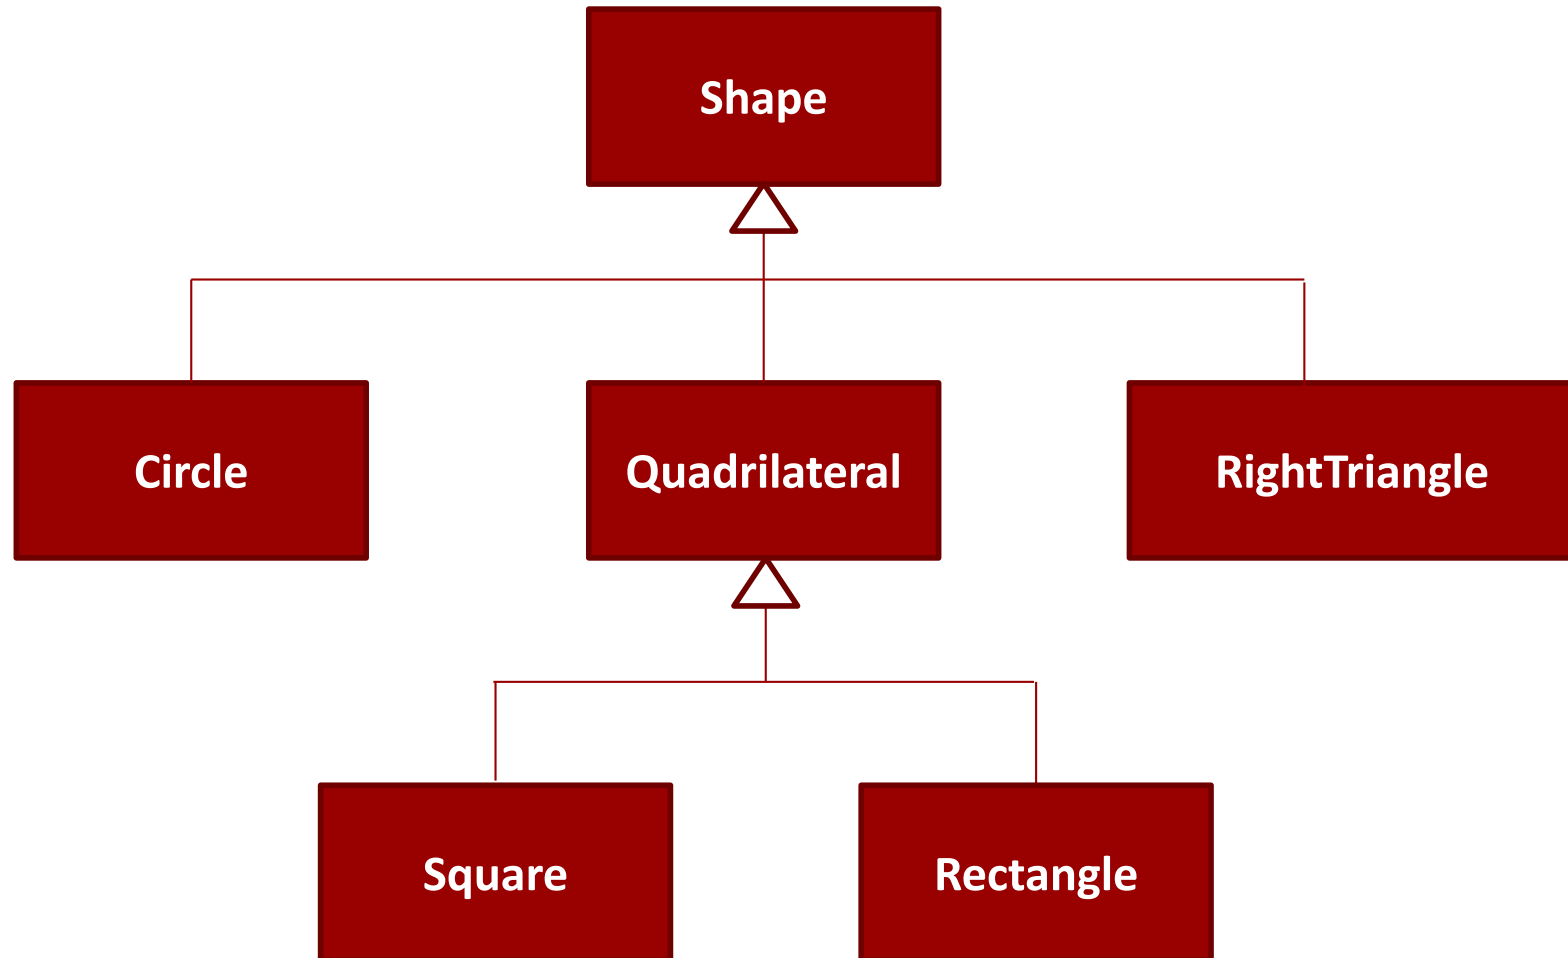 Shape
Circle
Quadrilateral
RightTriangle
Square
Rectangle